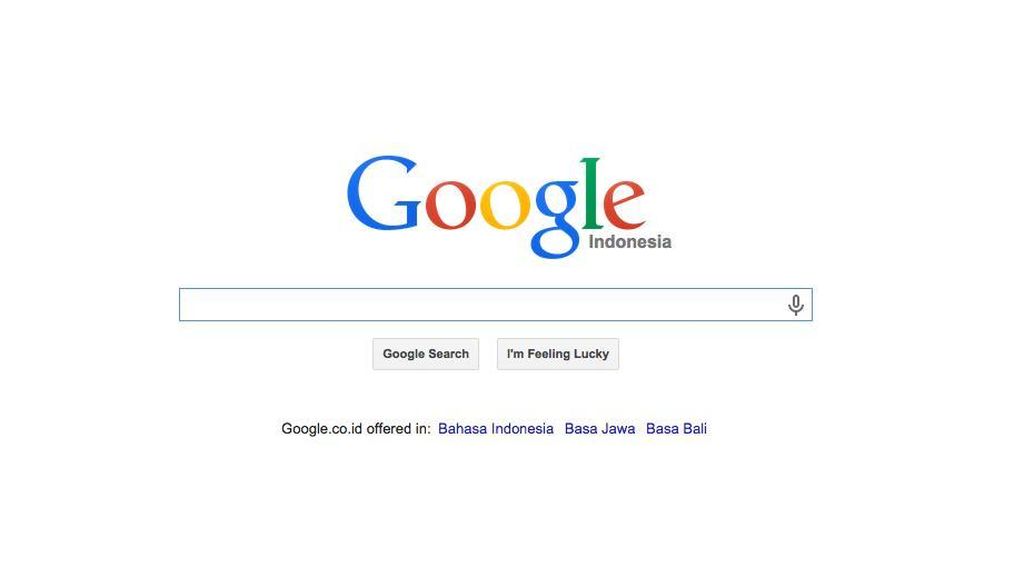 Google
Indonesia
Google Search I'm Feeling Lucky
Google.co.id offered in: Bahasa Indonesia Basa Jawa Basa Bali